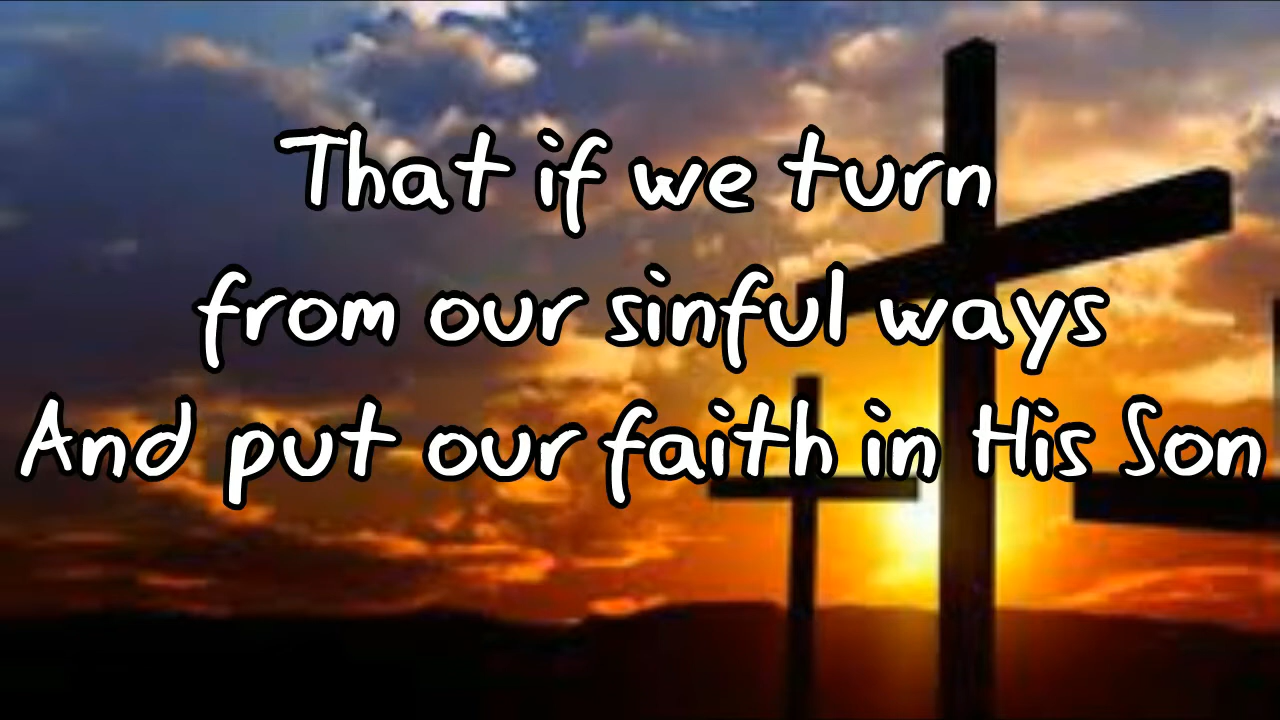 That if we turn
from our sinful ways
And put our faith in His Son